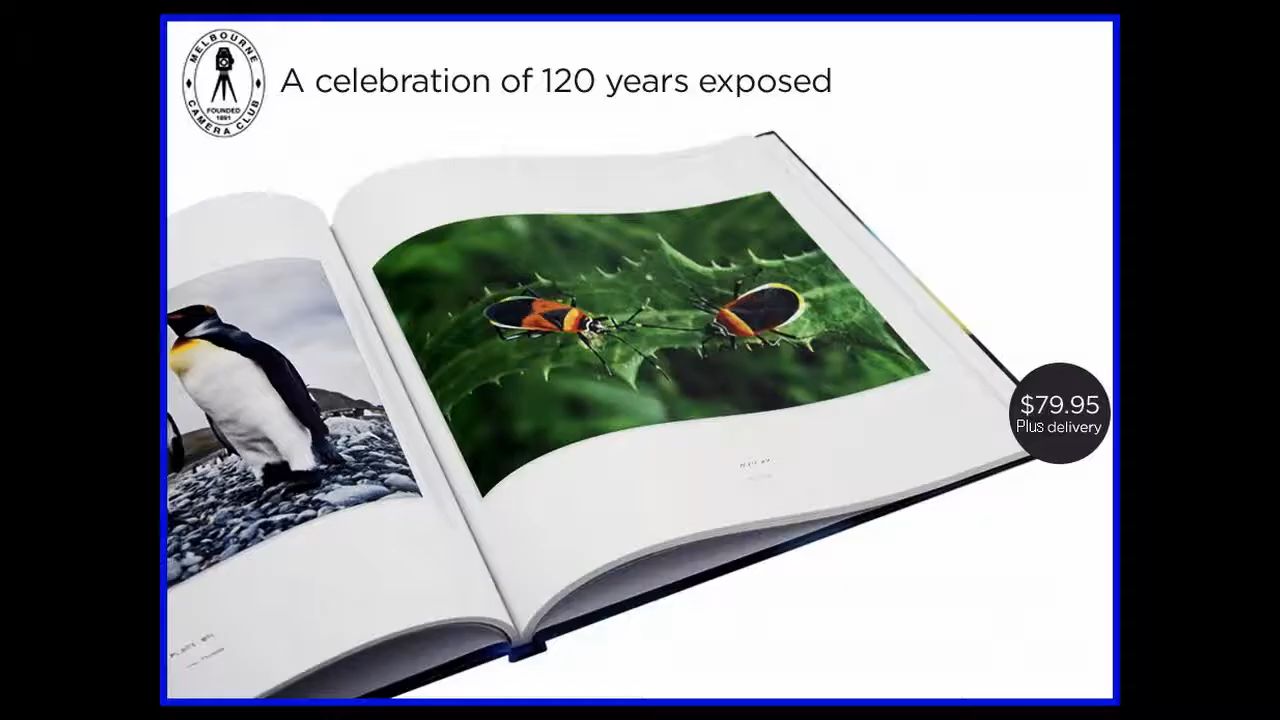 MELBOURNE
FOUNDED
1891
CAMERA CLUB
A celebration of 120 years exposed
$79.95
Plus delivery